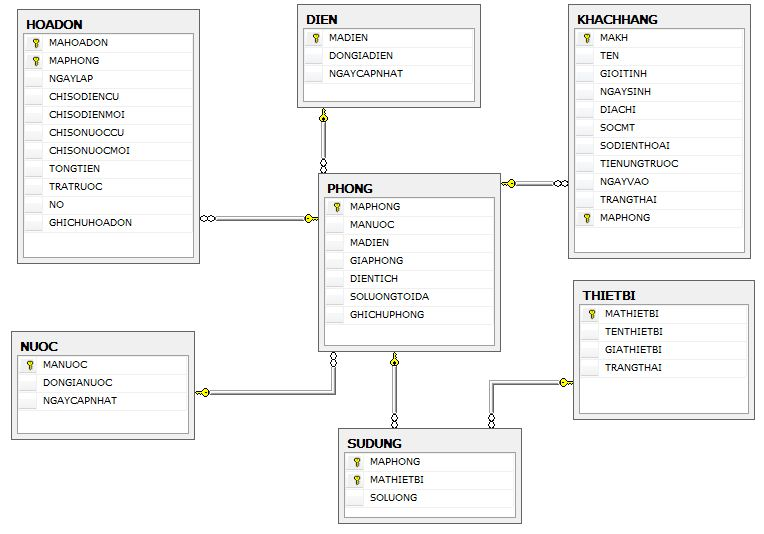 HOADON
MAHOADON
MAPHONG
NGAYLAP
CHISODIENCU
CHISODIENMOI
CHISONUOCCU
CHISONUOCMOI
TONGTIEN
TRATRUOC
NO
GHICHUHOADON
DIEN
MADIEN
DONGIADIEN
NGAYCAPNHAT
KHACHHANG
MAKH
TEN
GIOITINH
NGAYSINH
DIACHI
SOCMT
SODIENTHOAI
TIENUNGTRUOC
NGAYVAO
TRANGTHAI
MAPHONG
PHONG
MAPHONG
MANUOC
MADIEN
GIAPHONG
DIENTICH
SOLUONGTOIDA
GHICHUPHONG
THIETBI
MATHIETBI
TENTHIETBI
GIATHIETBI
TRANGTHAI
NUOC
MANUOC
DONGIANUOC
NGAYCAPNHAT
SUDUNG
MAPHONG
MATHIETBI
SOLUONG